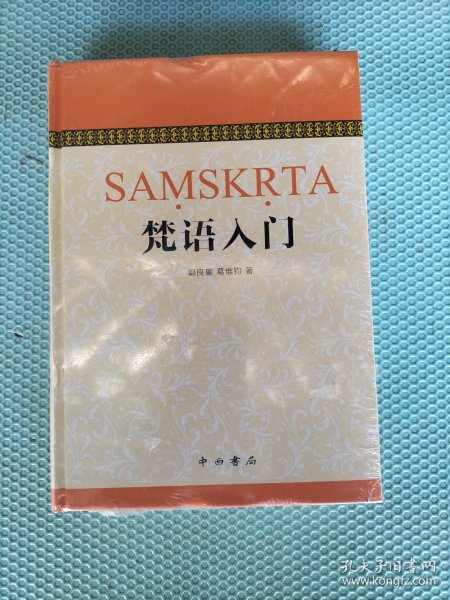 SAṂSKṚTA
梵语入门
郭良鋆 葛维钧 著
中西书局
孔夫子旧书网
www.kongfz.com